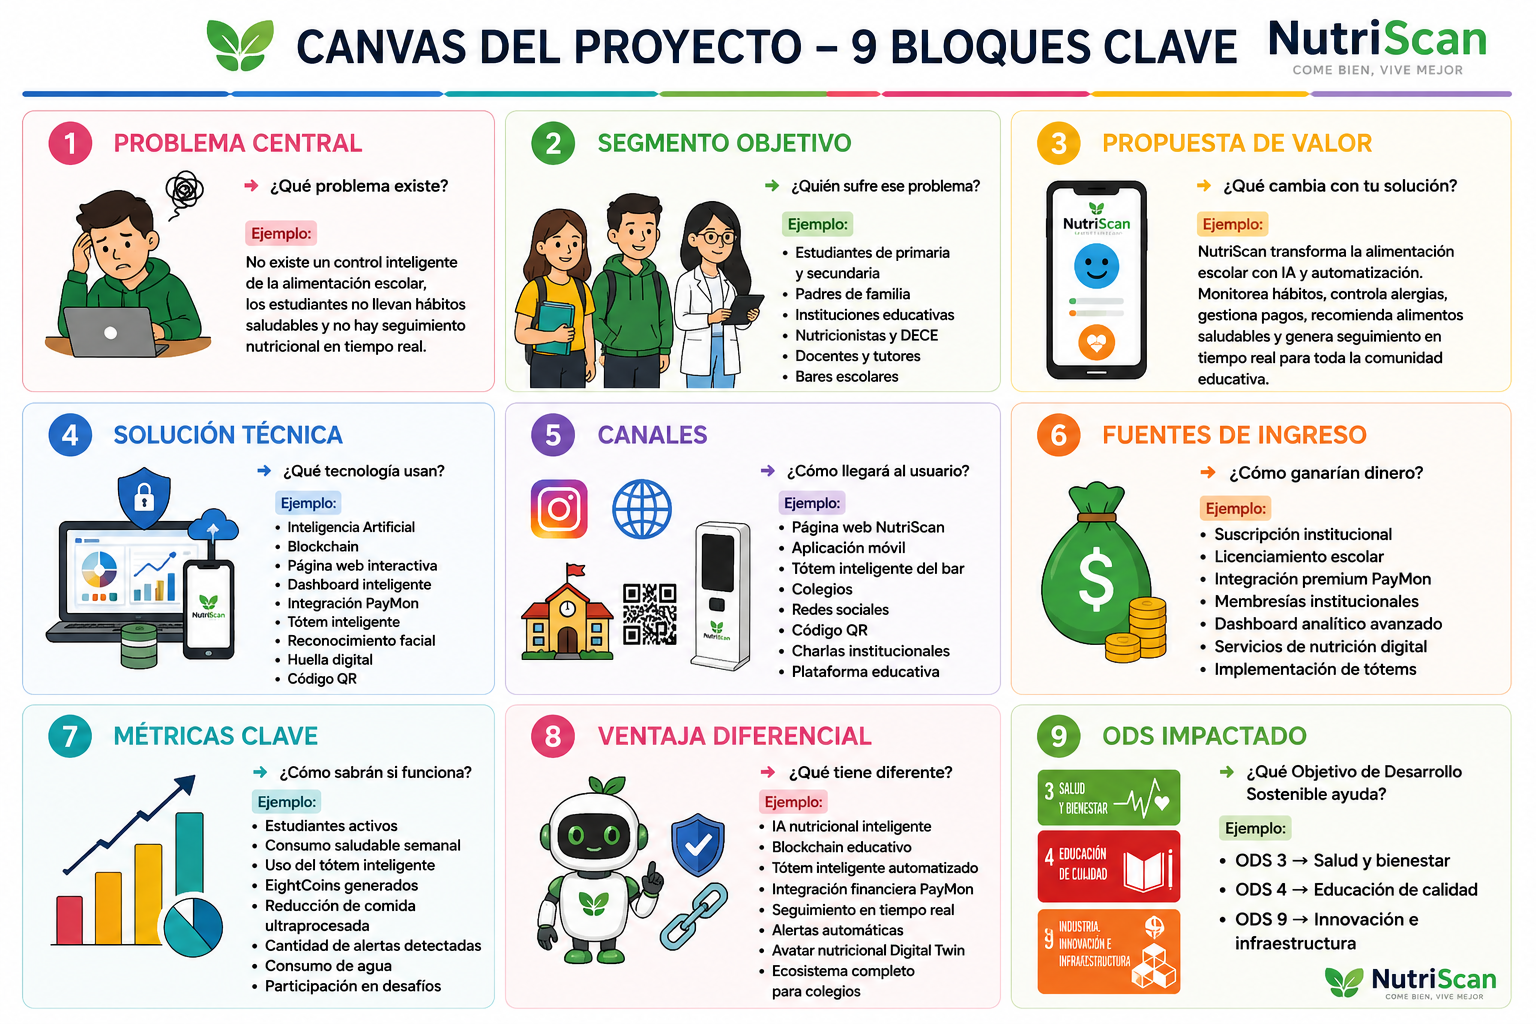 CANVAS DEL PROYECTO – 9 BLOQUES CLAVE
NutriScan
COME BIEN, VIVE MEJOR
1 PROBLEMA CENTRAL
➔ ¿Qué problema existe?
Ejemplo:
No existe un control inteligente
de la alimentación escolar,
los estudiantes no llevan hábitos
saludables y no hay seguimiento
nutricional en tiempo real.
2 SEGMENTO OBJETIVO
➔ ¿Quién sufre ese problema?
Ejemplo:
• Estudiantes de primaria
y secundaria
• Padres de familia
• Instituciones educativas
• Nutricionistas y DECE
• Docentes y tutores
• Bares escolares
3 PROPUESTA DE VALOR
NutriScan
➔ ¿Qué cambia con tu solución?
Ejemplo:
NutriScan transforma la alimentación
escolar con IA y automatización.
Monitorea hábitos, controla alergias,
gestiona pagos, recomienda alimentos
saludables y genera seguimiento en
tiempo real para toda la comunidad
educativa.
4 SOLUCIÓN TÉCNICA
NutriScan
➔ ¿Qué tecnología usan?
Ejemplo:
• Inteligencia Artificial
• Blockchain
• Página web interactiva
• Dashboard inteligente
• Integración PayMon
• Tótem inteligente
• Reconocimiento facial
• Huella digital
• Código QR
5 CANALES
NutriScan
➔ ¿Cómo llegará al usuario?
Ejemplo:
• Página web NutriScan
• Aplicación móvil
• Tótem inteligente del bar
• Colegios
• Redes sociales
• Código QR
• Charlas institucionales
• Plataforma educativa
6 FUENTES DE INGRESO
$
➔ ¿Cómo ganarían dinero?
Ejemplo:
• Suscripción institucional
• Licenciamiento escolar
• Integración premium PayMon
• Membresías institucionales
• Dashboard analítico avanzado
• Servicios de nutrición digital
• Implementación de tótems
7 MÉTRICAS CLAVE
➔ ¿Cómo sabrán si funciona?
Ejemplo:
• Estudiantes activos
• Consumo saludable semanal
• Uso del tótem inteligente
• EightCoins generados
• Reducción de comida
ultraprocesada
• Cantidad de alertas detectadas
• Consumo de agua
• Participación en desafíos
8 VENTAJA DIFERENCIAL
➔ ¿Qué tiene diferente?
Ejemplo:
• IA nutricional inteligente
• Blockchain educativo
• Tótem inteligente automatizado
• Integración financiera PayMon
• Seguimiento en tiempo real
• Alertas automáticas
• Avatar nutricional Digital Twin
• Ecosistema completo
para colegios
9 ODS IMPACTADO
3 SALUD
Y BIENESTAR
4 EDUCACIÓN
DE
9 INDUSTRIA,
INNOVACIÓN E
INFRAESTRUCTURA
➔ ¿Qué Objetivo de Desarrollo
Sostenible ayuda?
Ejemplo:
• ODS 3 → Salud y bienestar
• ODS 4 → Educación de calidad
• ODS 9 → Innovación e
infraestructura
NutriScan
COME BIEN, VIVE MEJOR